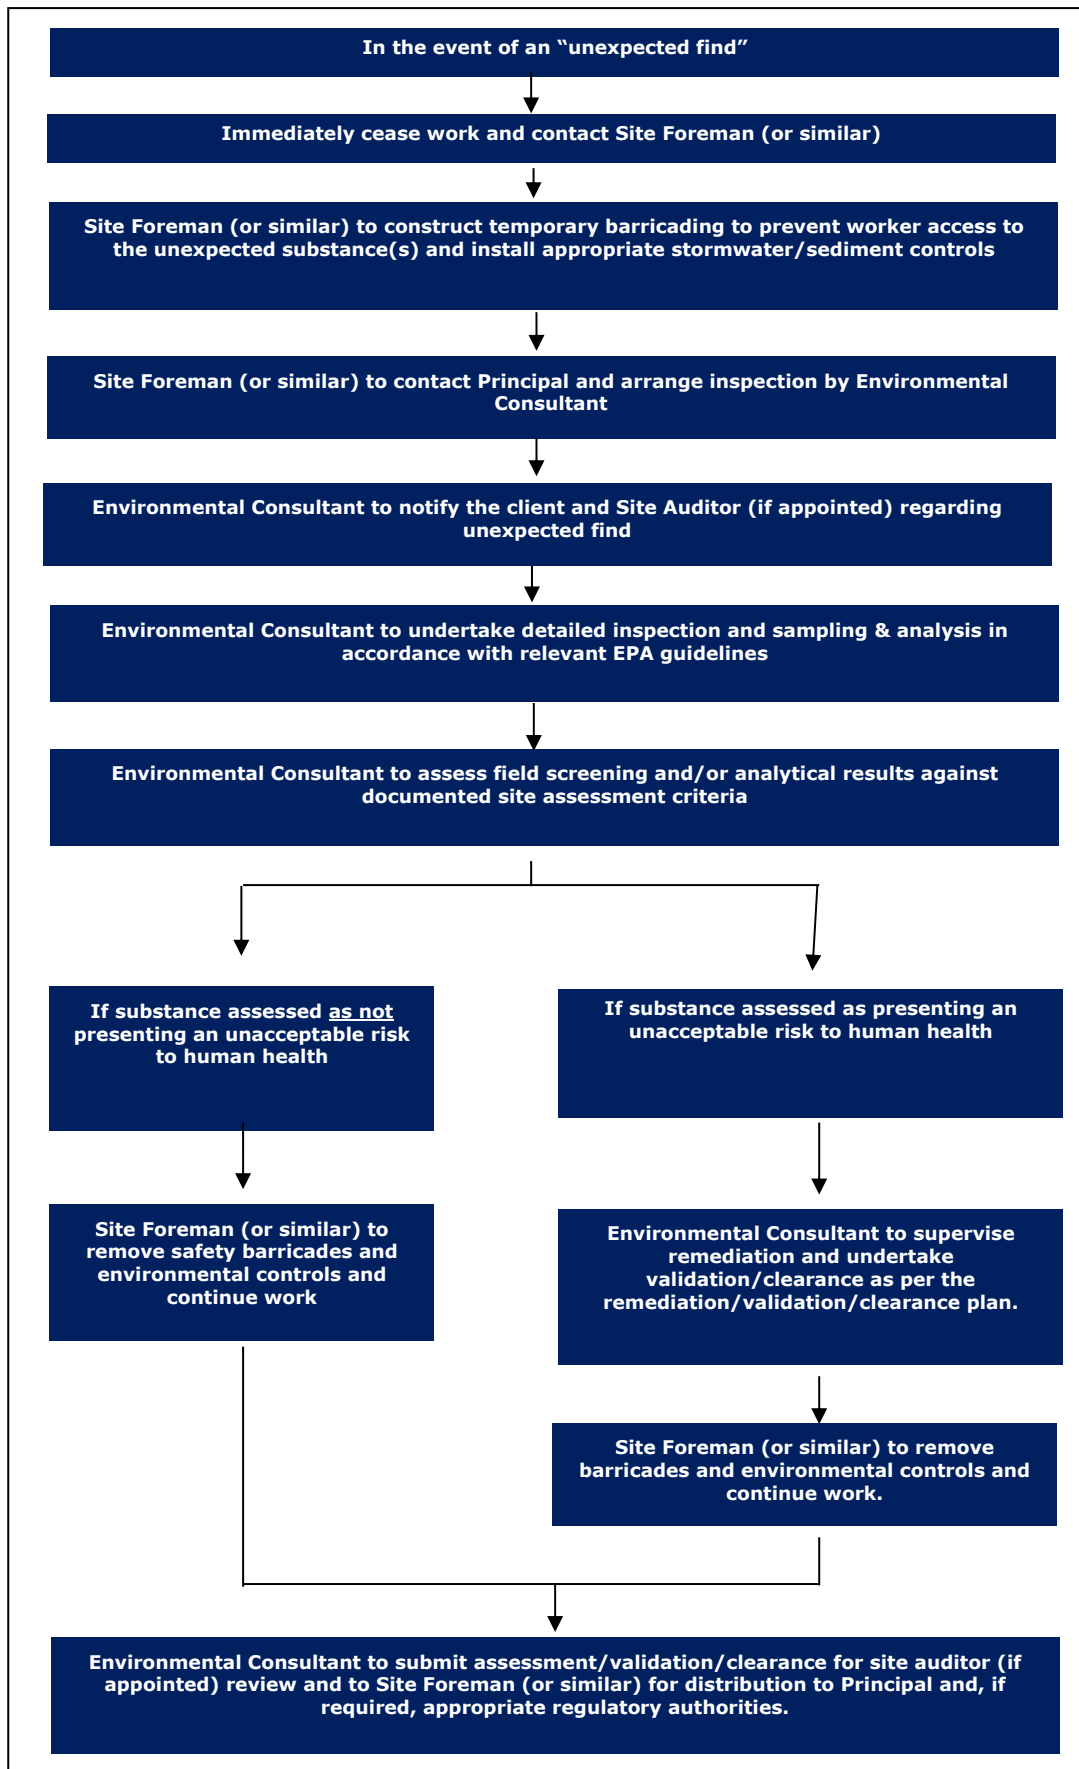 In the event of an “unexpected find”
Immediately cease work and contact Site Foreman (or similar)
Site Foreman (or similar) to construct temporary barricading to prevent worker access to
the unexpected substance(s) and install appropriate stormwater/sediment controls
Site Foreman (or similar) to contact Principal and arrange inspection by Environmental
Consultant
Environmental Consultant to notify the client and Site Auditor (if appointed) regarding
unexpected find
Environmental Consultant to undertake detailed inspection and sampling & analysis in
accordance with relevant EPA guidelines
Environmental Consultant to assess field screening and/or analytical results against
documented site assessment criteria
If substance assessed as not
presenting an unacceptable risk
to human health
If substance assessed as presenting an
unacceptable risk to human health
Site Foreman (or similar) to
remove safety barricades and
environmental controls and
continue work
Environmental Consultant to supervise
remediation and undertake
validation/clearance as per the
remediation/validation/clearance plan.
Site Foreman (or similar) to remove
barricades and environmental controls and
continue work.
Environmental Consultant to submit assessment/validation/clearance for site auditor (if
appointed) review and to Site Foreman (or similar) for distribution to Principal and, if
required, appropriate regulatory authorities.